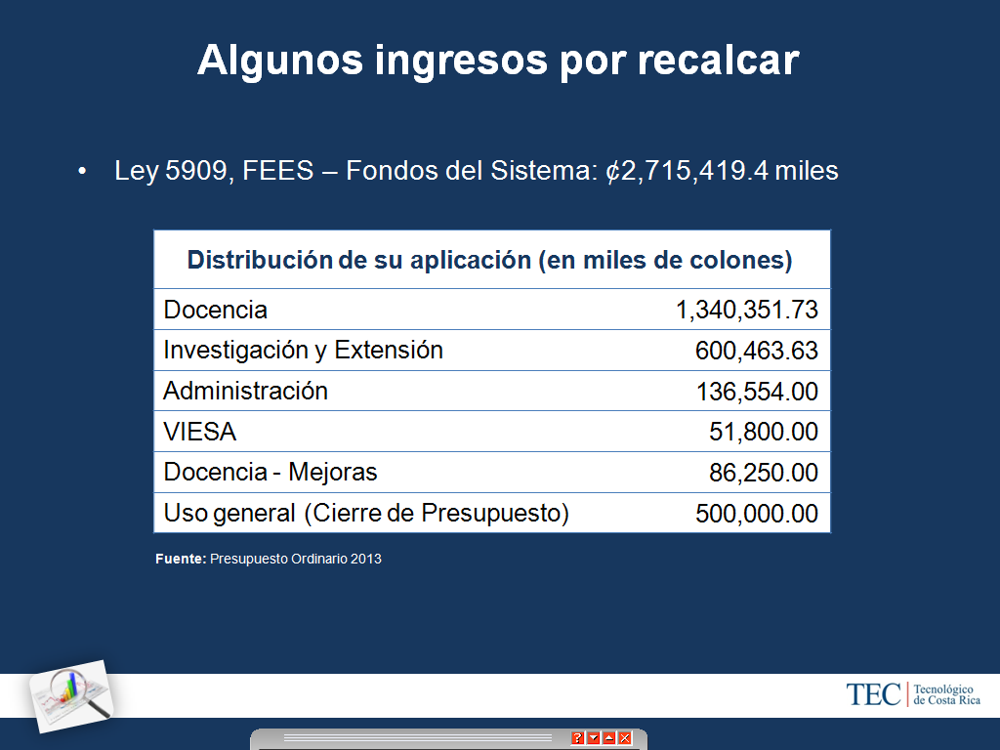 Algunos ingresos por recalcar
• Ley 5909, FEES – Fondos del Sistema: ¢2,715,419.4 miles
Distribución de su aplicación (en miles de colones)
Docencia 1,340,351.73
Investigación y Extensión 600,463.63
Administración 136,554.00
VIESA 51,800.00
Docencia - Mejoras 86,250.00
Uso general (Cierre de Presupuesto) 500,000.00
Fuente: Presupuesto Ordinario 2013
TEC | Tecnológico
de Costa Rica
?